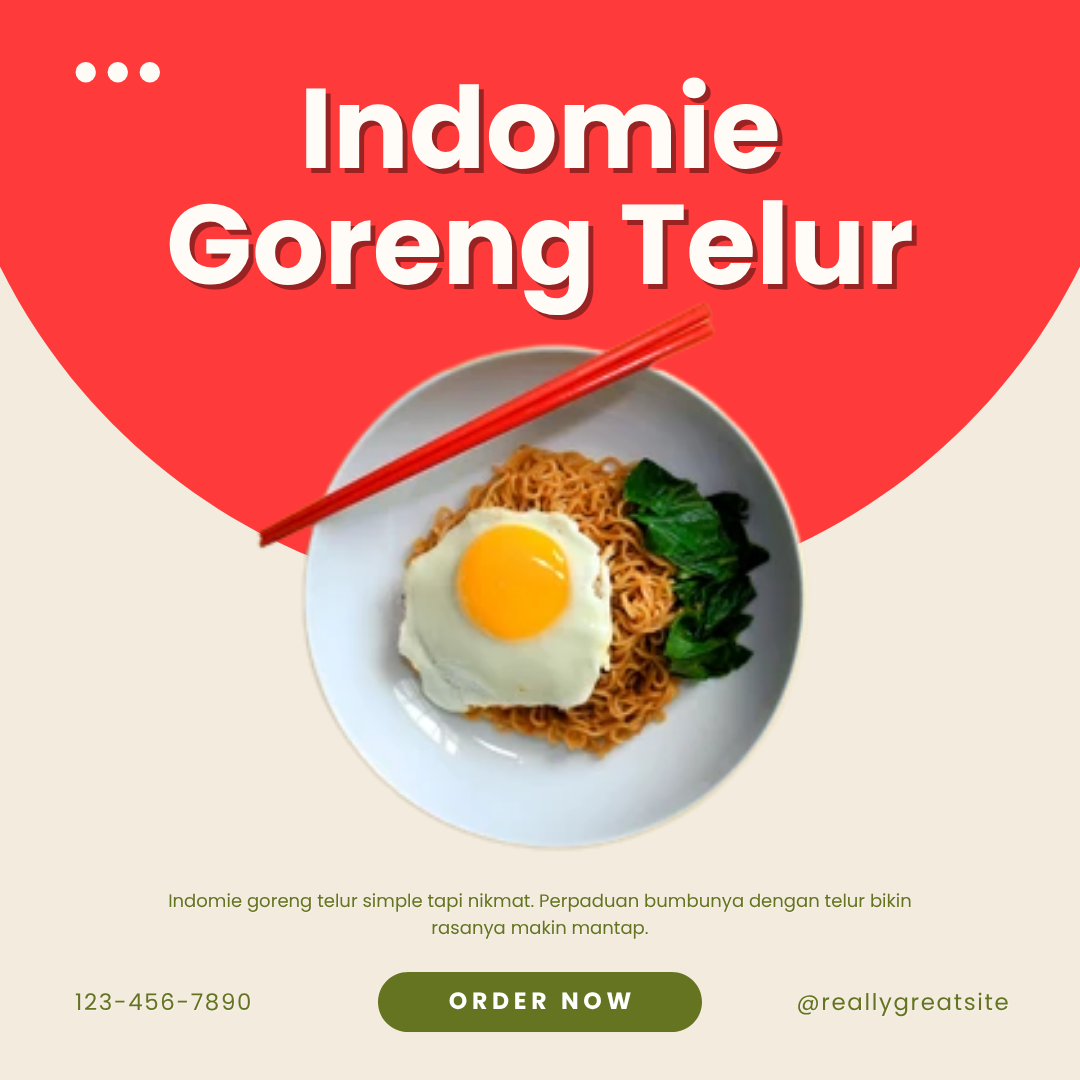 Indomie
Goreng Telur
Indomie goreng telur simple tapi nikmat. Perpaduan bumbunya dengan telur bikin
rasanya makin mantap.
123-456-7890
ORDER NOW
@reallygreatsite